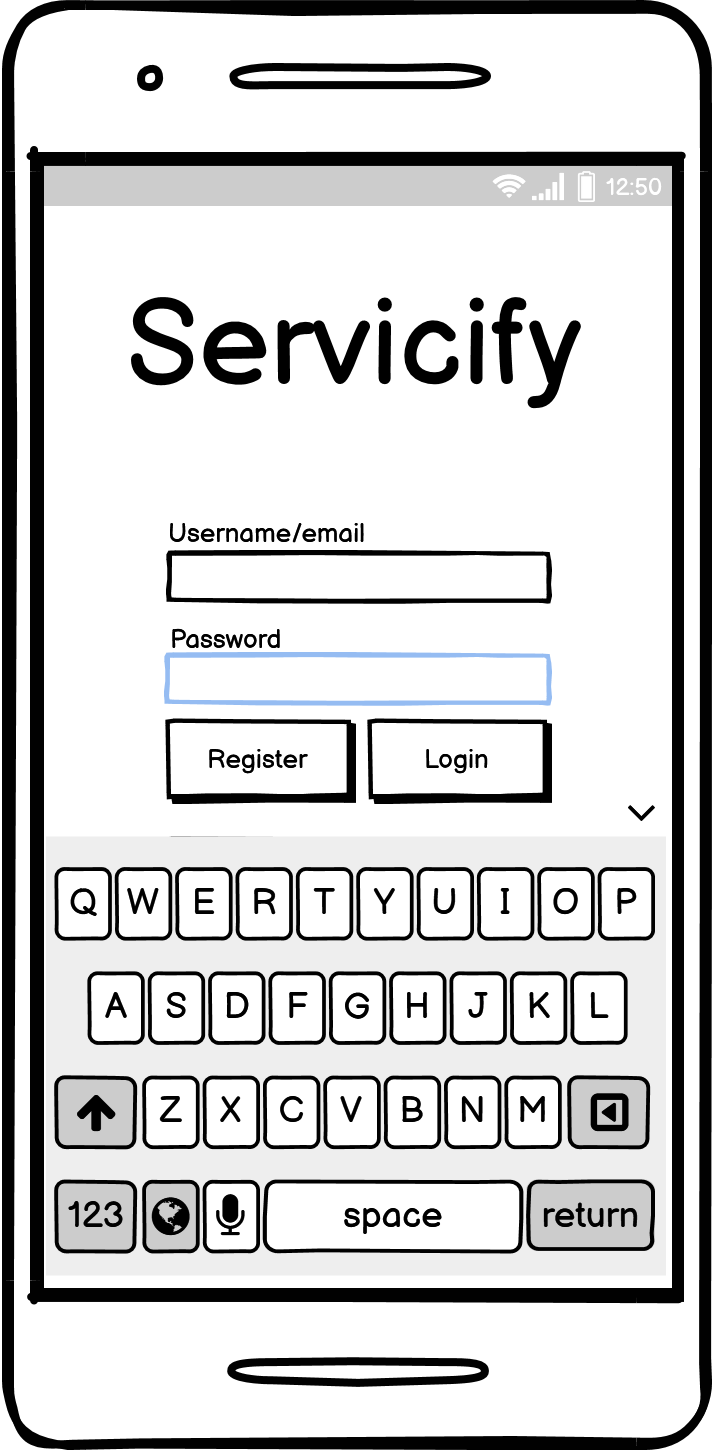 12:50
Servicify
Username/email
Password
Register Login
Q W E R T Y U I O P
A S D F G H J K L
Z X C V B N M
123 space return